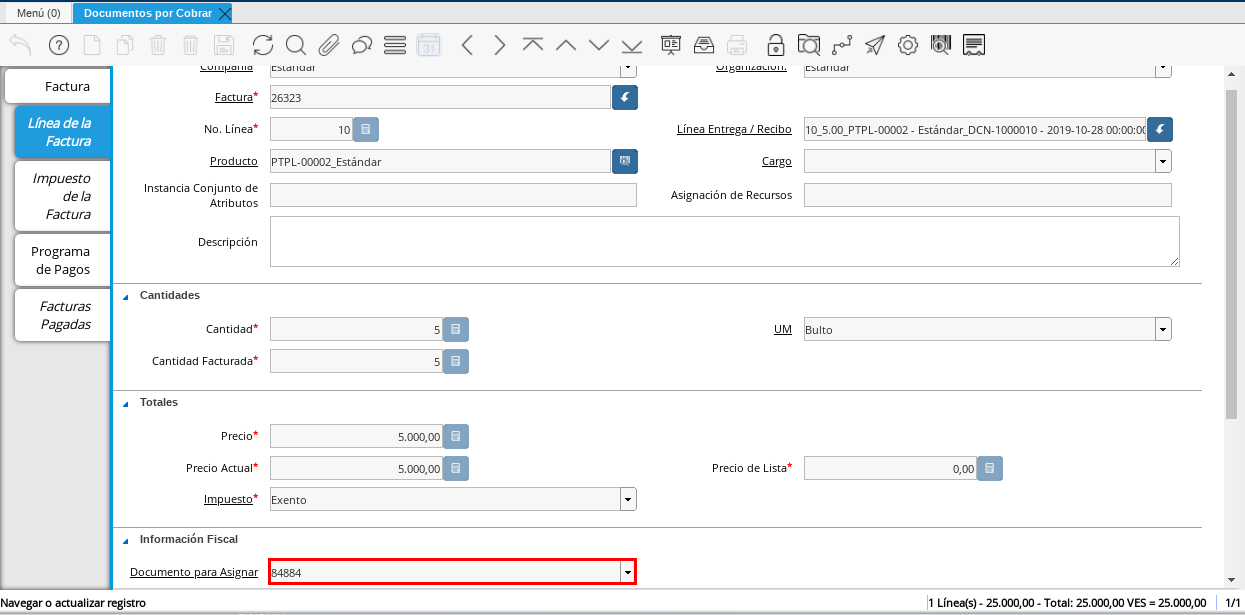 Menú (0)
Documentos por Cobrar
31
Compañía Estándar Organización. Estándar
Factura* 26323
No. Línea* 10 Línea Entrega / Recibo 10_5.00_PTPL-00002 - Estándar_DCN-1000010 - 2019-10-28 00:00:00
Producto PTPL-00002_Estándar Cargo
Instancia Conjunto de
Atributos
Asignación de Recursos
Descripción
Cantidades
Cantidad* 5 UM Bulto
Cantidad Facturada* 5
Totales
Precio* 5.000,00
Precio Actual* 5.000,00 Precio de Lista* 0,00
Impuesto* Exento
Información Fiscal
Documento para Asignar 84884
Factura
Línea de la
Factura
Impuesto
de la
Factura
Programa
de Pagos
Facturas
Pagadas
Navegar o actualizar registro 1 Línea(s) - 25.000,00 - Total: 25.000,00 VES = 25.000,00 1/1